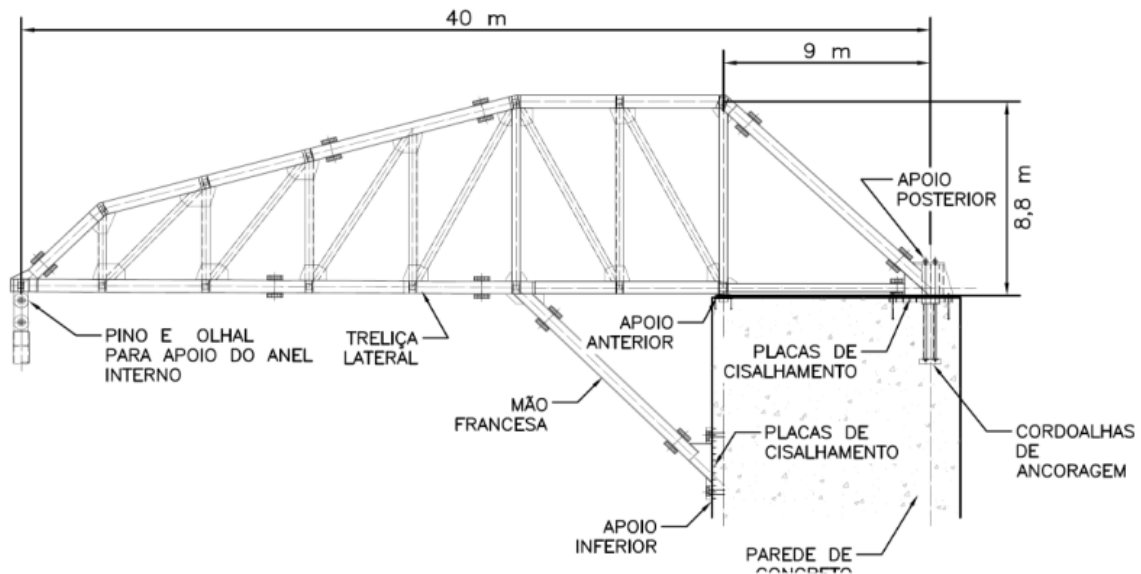 40 m
9 m
8,8 m
APOIO
POSTERIOR
PINO E OLHAL
PARA APOIO DO ANEL
INTERNO
TRELIÇA
LATERAL
APOIO
ANTERIOR
PLACAS DE
CISALHAMENTO
MÃO
FRANCESA
PLACAS DE
CISALHAMENTO
CORDOALHAS
DE
ANCORAGEM
APOIO
INFERIOR
PAREDE DE
CONCRETO